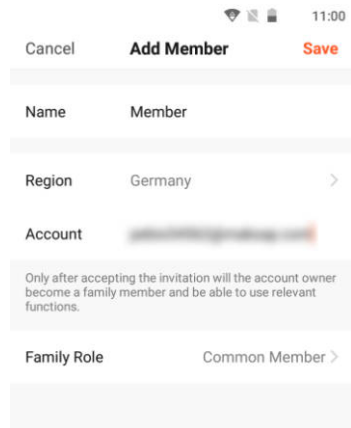 11:00
Cancel Add Member Save
Name Member
Region Germany
Account
Only after accepting the invitation will the account owner
become a family member and be able to use relevant
functions.
Family Role Common Member